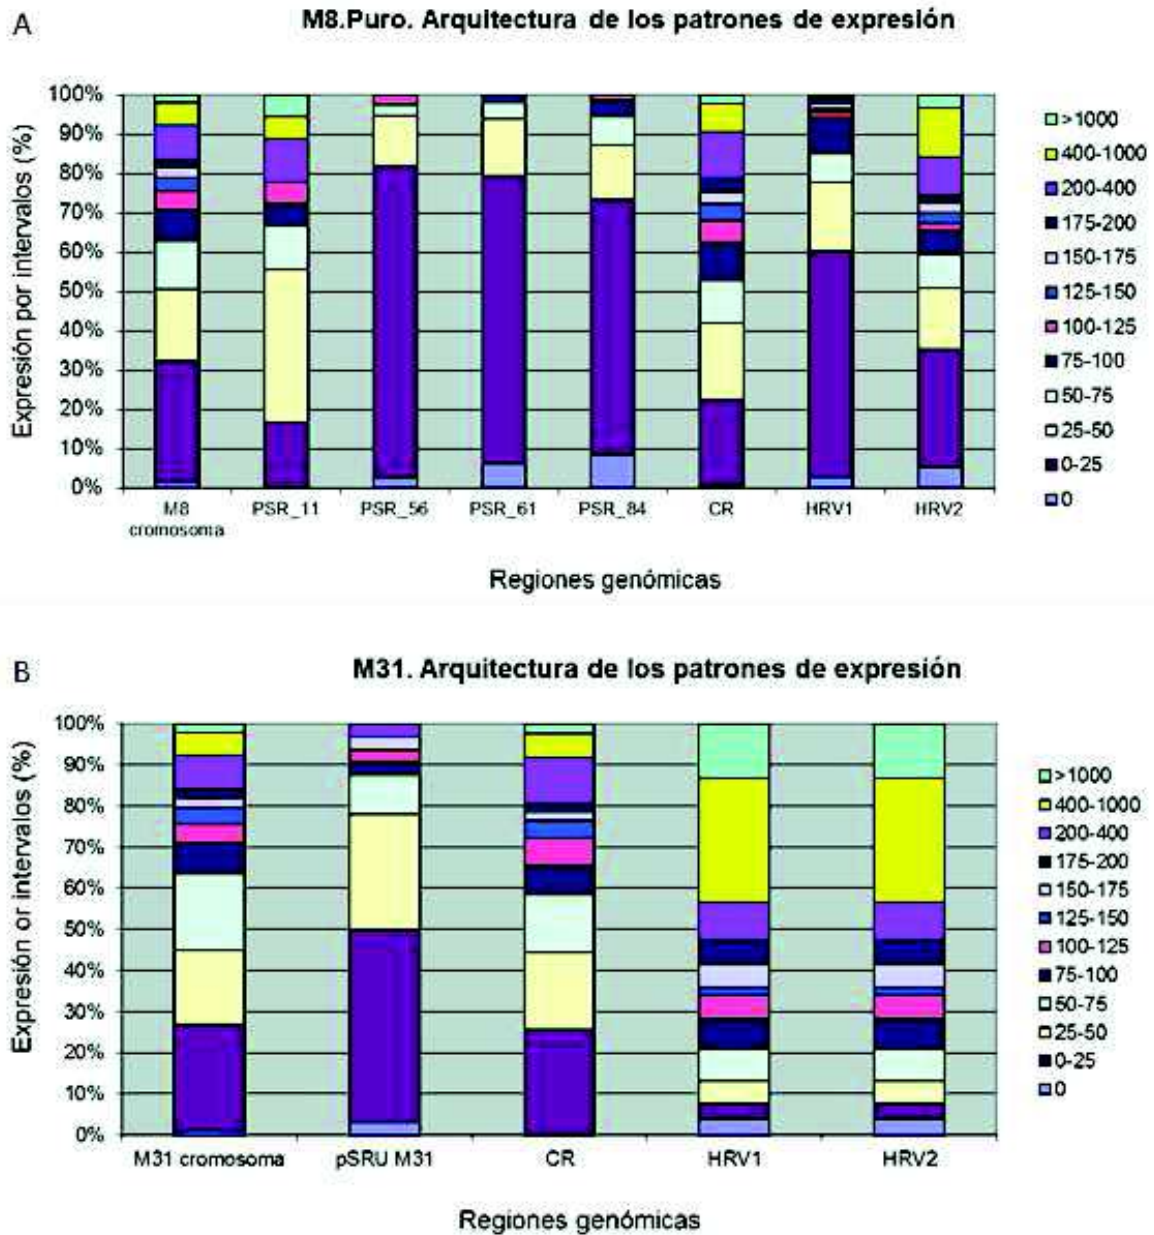 A
M8.Puro. Arquitectura de los patrones de expresión
Expresión por intervalos (%)
100%
90%
80%
70%
60%
50%
40%
30%
20%
10%
0%
M8 cromosoma
PSR_11
PSR_56
PSR_61
PSR_84
CR
HRV1
HRV2
Regiones genómicas
>1000
400-1000
200-400
175-200
150-175
125-150
100-125
75-100
50-75
25-50
0-25
0
B
M31. Arquitectura de los patrones de expresión
Expresión or intervalos (%)
100%
90%
80%
70%
60%
50%
40%
30%
20%
10%
0%
M31 cromosoma
pSRU M31
CR
HRV1
HRV2
Regiones genómicas
>1000
400-1000
200-400
175-200
150-175
125-150
100-125
75-100
50-75
25-50
0-25
0